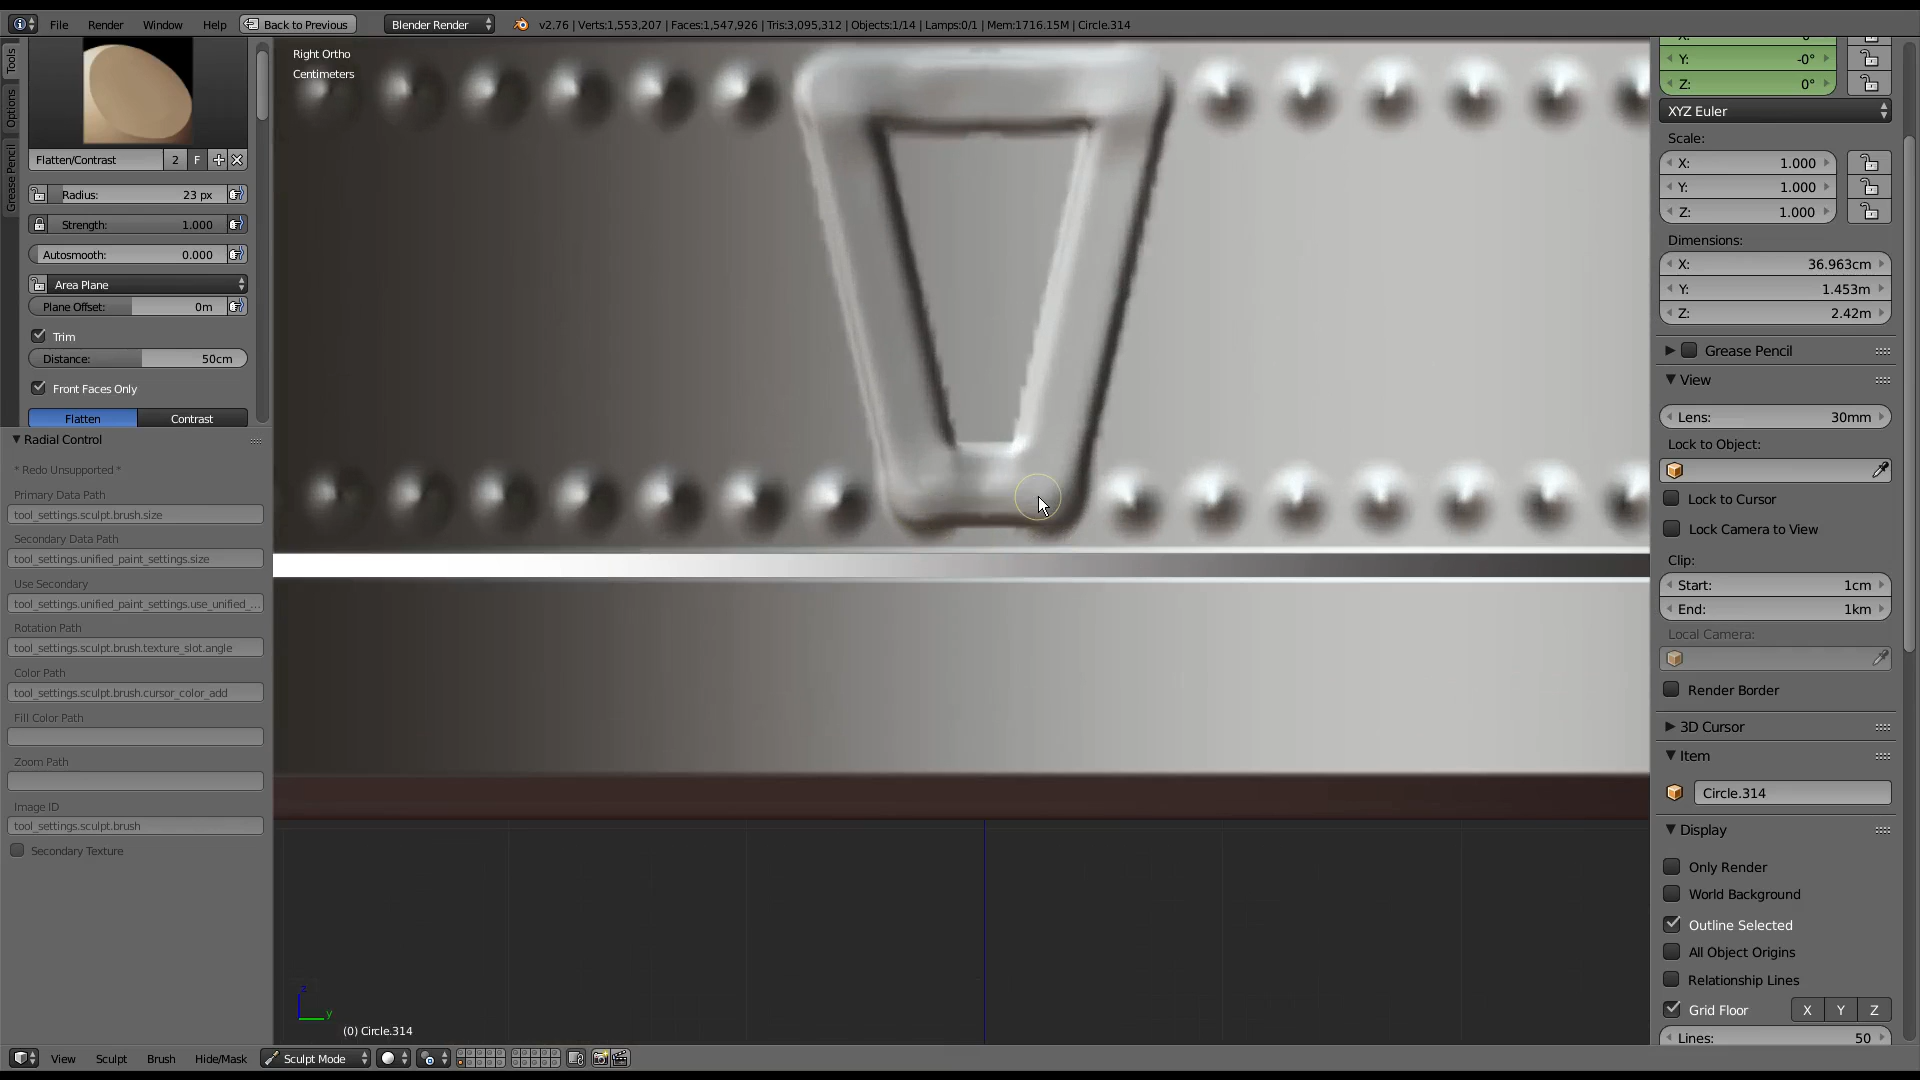 File Render Window Help Back to Previous Blender Render v2.76 | Verts:1,553,207 | Faces:1,547,926 | Tris:3,095,312 | Objects:1/14 | Lamps:0/1 | Mem:1716.15M | Circle.314
Tools
Options
Grease Pencil
Flatten/Contrast 2 F
Radius: 23 px
Strength: 1.000
Autosmooth: 0.000
Area Plane
Plane Offset: 0m
Trim
Distance: 50cm
Front Faces Only
Flatten Contrast
Radial Control
* Redo Unsupported *
Primary Data Path
tool_settings.sculpt.brush.size
Secondary Data Path
tool_settings.unified_paint_settings.size
Use Secondary
tool_settings.unified_paint_settings.use_unified_...
Rotation Path
tool_settings.sculpt.brush.texture_slot.angle
Color Path
tool_settings.sculpt.brush.cursor_color_add
Fill Color Path
Zoom Path
Image ID
tool_settings.sculpt.brush
Secondary Texture
Right Ortho
Centimeters
z
y
(0) Circle.314
View Sculpt Brush Hide/Mask Sculpt Mode
Y: -0°
Z: 0°
XYZ Euler
Scale:
X: 1.000
Y: 1.000
Z: 1.000
Dimensions:
X: 36.963cm
Y: 1.453m
Z: 2.42m
Grease Pencil
View
Lens: 30mm
Lock to Object:
Lock to Cursor
Lock Camera to View
Clip:
Start: 1cm
End: 1km
Local Camera:
Render Border
3D Cursor
Item
Circle.314
Display
Only Render
World Background
Outline Selected
All Object Origins
Relationship Lines
Grid Floor X Y Z
Lines: 50